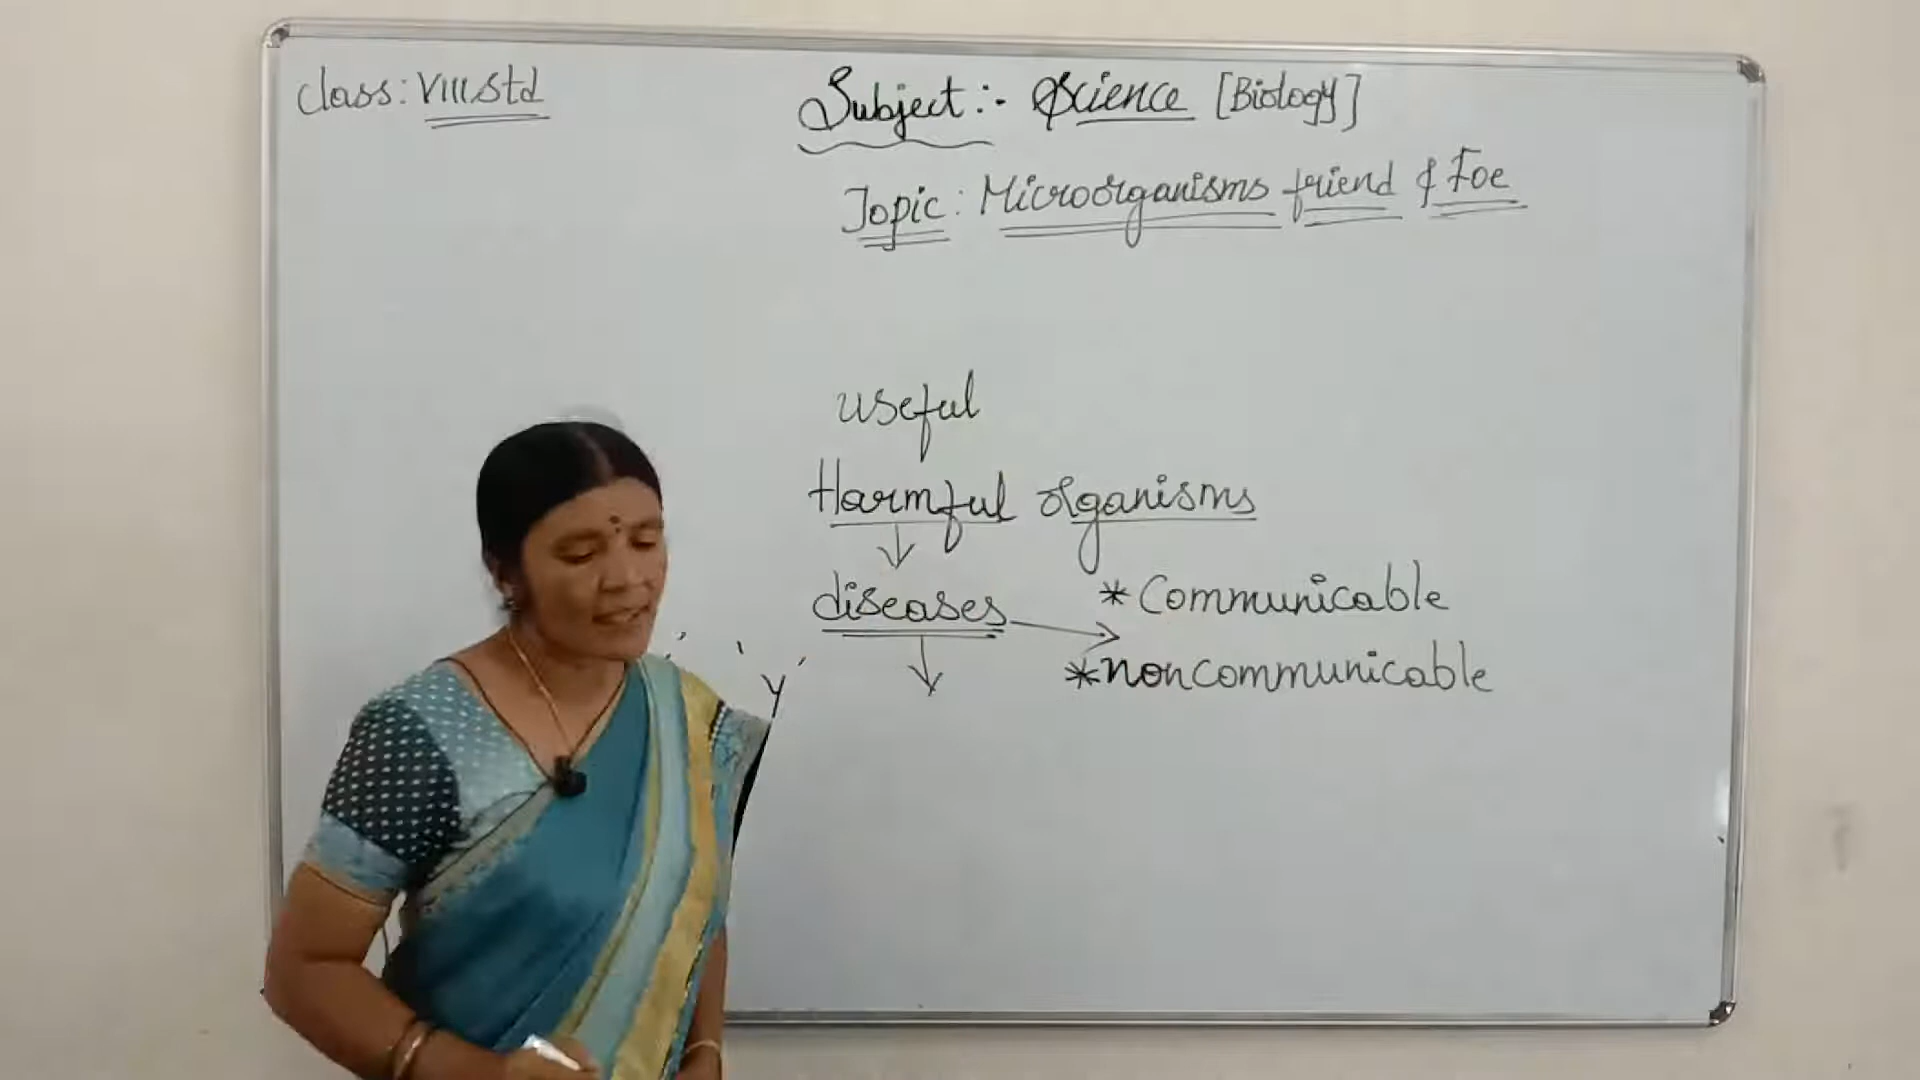 class: VIII std
Subject:- Science [Biology]
Topic: Microorganisms friend & Foe
useful
Harmful organisms
diseases
* Communicable
* noncommunicable